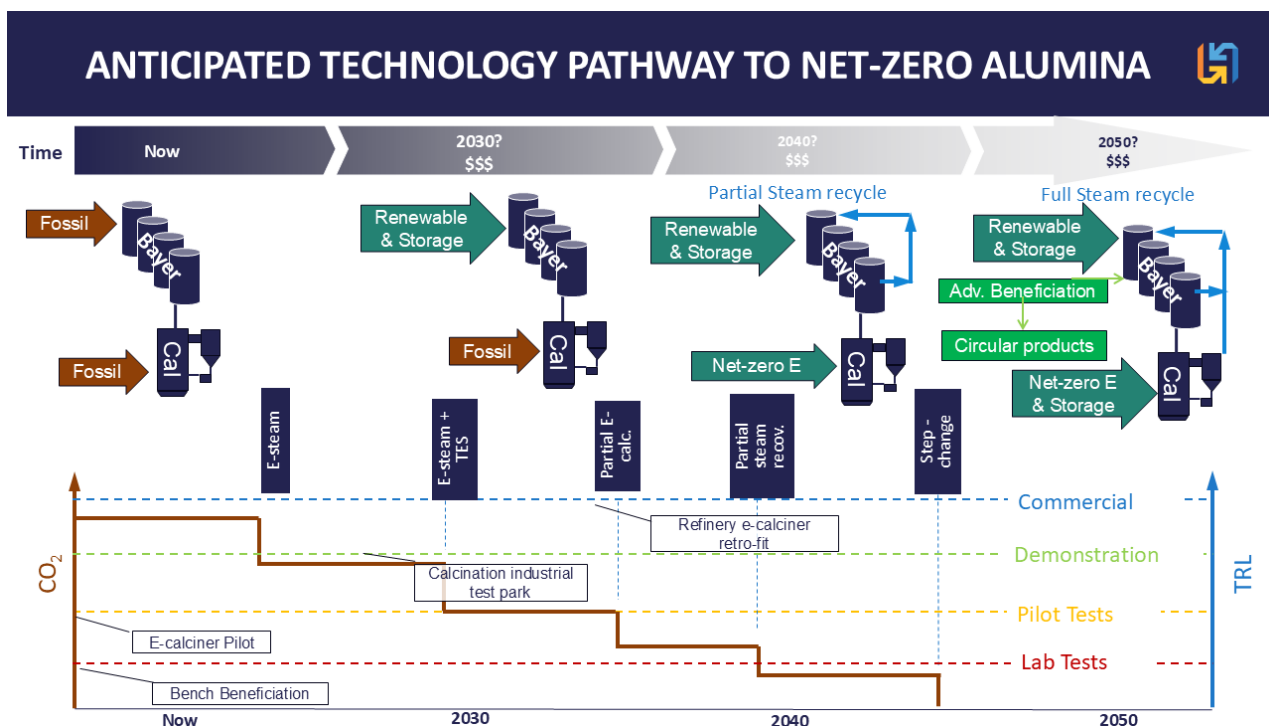 ANTICIPATED TECHNOLOGY PATHWAY TO NET-ZERO ALUMINA
Time
Now
2030?
$$$
2040?
$$$
2050?
$$$
Fossil
Bayer
Fossil
Cal
Renewable
& Storage
Bayer
Fossil
Cal
Partial Steam recycle
Renewable
& Storage
Bayer
Net-zero E
Cal
Full Steam recycle
Renewable
& Storage
Bayer
Adv. Beneficiation
Circular products
Net-zero E
& Storage
Cal
E-steam
E-steam +
TES
Partial E-
calc.
Partial
steam
recov.
Step -
change
CO2
TRL
Commercial
Refinery e-calciner
retro-fit
Demonstration
Calcination industrial
test park
Pilot Tests
E-calciner Pilot
Lab Tests
Bench Beneficiation
Now
2030
2040
2050